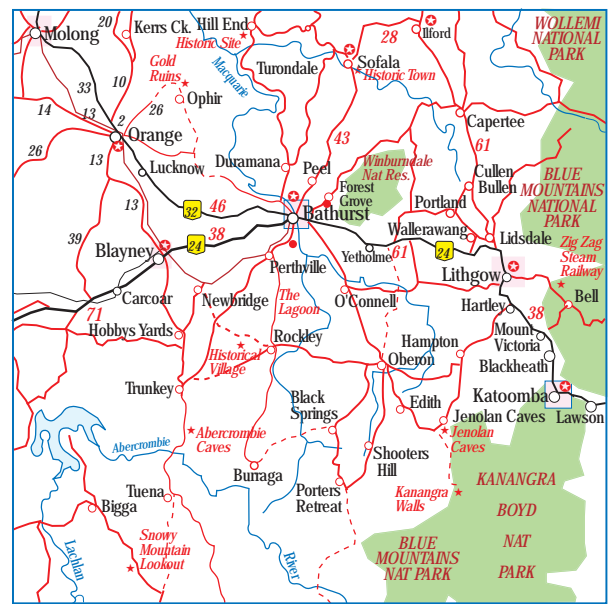 20
Kerrs Ck.
Hill End
Historic Site
28
Ilford
WOLLEMI
NATIONAL
PARK
Molong
Gold
Ruins
Macquarie
Turondale
Sofala
Historic Town
33
10
14
13
26
Ophir
2
Orange
Capertee
43
61
26
13
Lucknow
Duramana
Peel
Winburndale
Nat Res.
Cullen
Bullen
BLUE
MOUNTAINS
NATIONAL
PARK
Forest
Grove
13
32
46
Bathurst
Portland
Wallerawang
Lidsdale
39
Blayney
24
38
Yetholme
61
24
Zig Zag
Steam
Railway
Perthville
Lithgow
Bell
Carcoar
Newbridge
The
Lagoon
O'Connell
Hartley
38
71
Hobbys Yards
Rockley
Historical
Village
Hampton
Oberon
Mount
Victoria
Blackheath
Trunkey
Black
Springs
Edith
Katoomba
Lawson
Jenolan Caves
Abercrombie
Caves
Jenolan
Caves
Abercrombie
Burraga
Shooters
Hill
Porters
Retreat
Kanangra
Walls
KANANGRA
BOYD
NAT
PARK
Tuena
Bigga
Snowy
Mountain
Lookout
Lachlan
River
BLUE
MOUNTAINS
NAT PARK